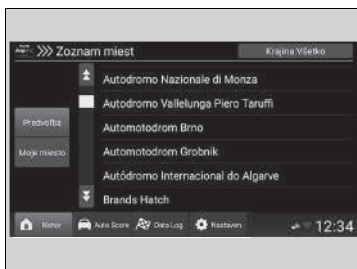 Zoznam miest
Krajina Všetko
Autodromo Nazionale di Monza
Autodromo Vallelunga Piero Taruffi
Predvoľba
Automotodrom Brno
Moje miesto
Automotodrom Grobnik
Autódromo Internacional do Algarve
Brands Hatch
Nahor
Auto Score
Data Log
Nastaven.
12:34